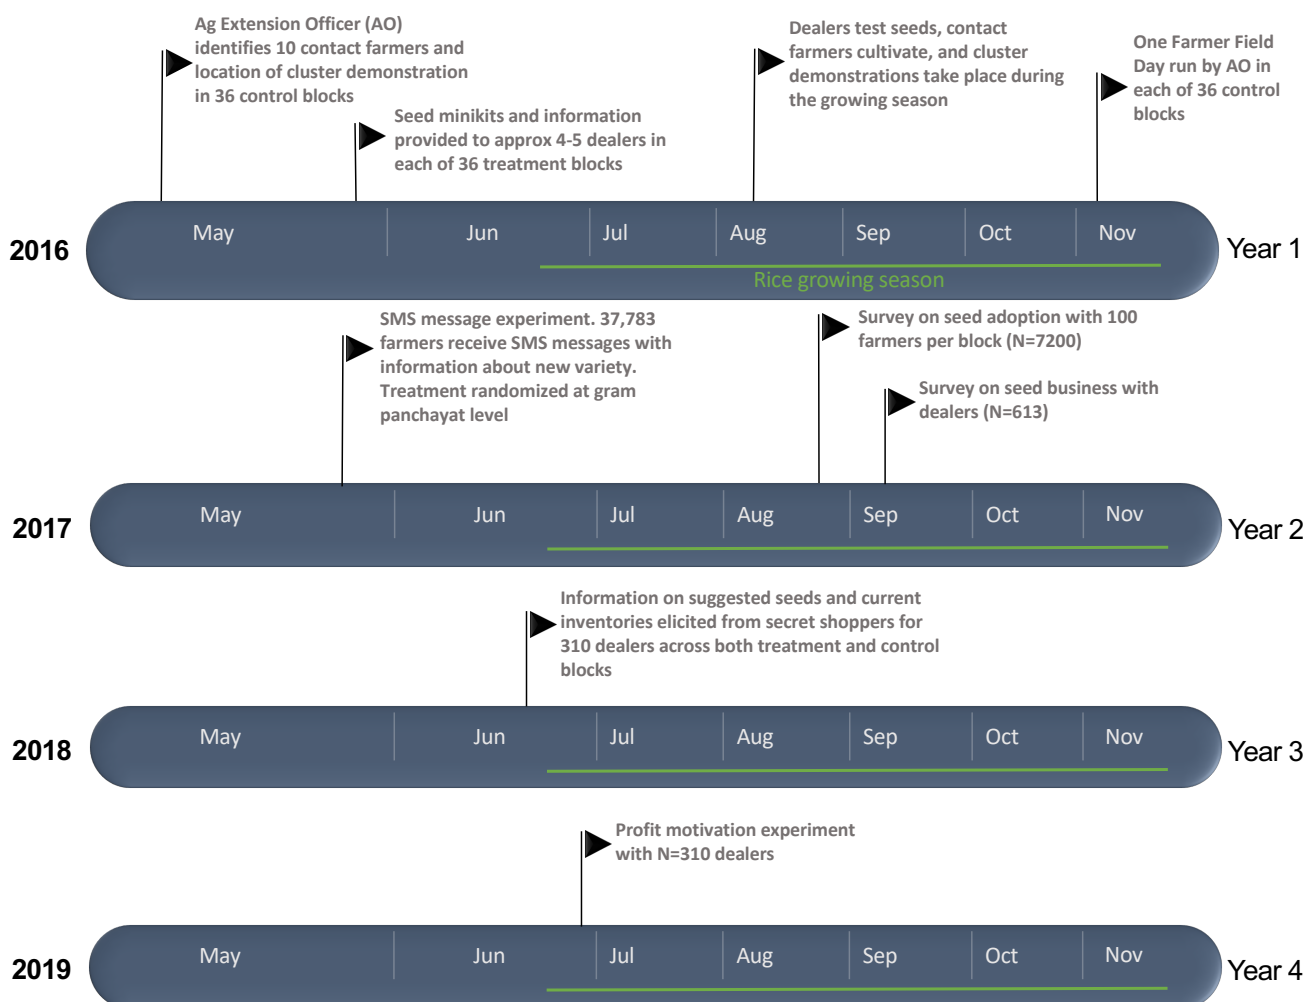 Ag Extension Officer (AO)
identifies 10 contact farmers and
location of cluster demonstration
in 36 control blocks
Seed minikits and information
provided to approx 4-5 dealers in
each of 36 treatment blocks
Dealers test seeds, contact
farmers cultivate, and cluster
demonstrations take place during
the growing season
One Farmer Field
Day run by AO in
each of 36 control
blocks
2016
May
Jun
Jul
Aug
Sep
Oct
Nov
Year 1
Rice growing season
SMS message experiment. 37,783
farmers receive SMS messages with
information about new variety.
Treatment randomized at gram
panchayat level
Survey on seed adoption with 100
farmers per block (N=7200)
Survey on seed business with
dealers (N=613)
2017
May
Jun
Jul
Aug
Sep
Oct
Nov
Year 2
Information on suggested seeds and current
inventories elicited from secret shoppers for
310 dealers across both treatment and control
blocks
2018
May
Jun
Jul
Aug
Sep
Oct
Nov
Year 3
Profit motivation experiment
with N=310 dealers
2019
May
Jun
Jul
Aug
Sep
Oct
Nov
Year 4